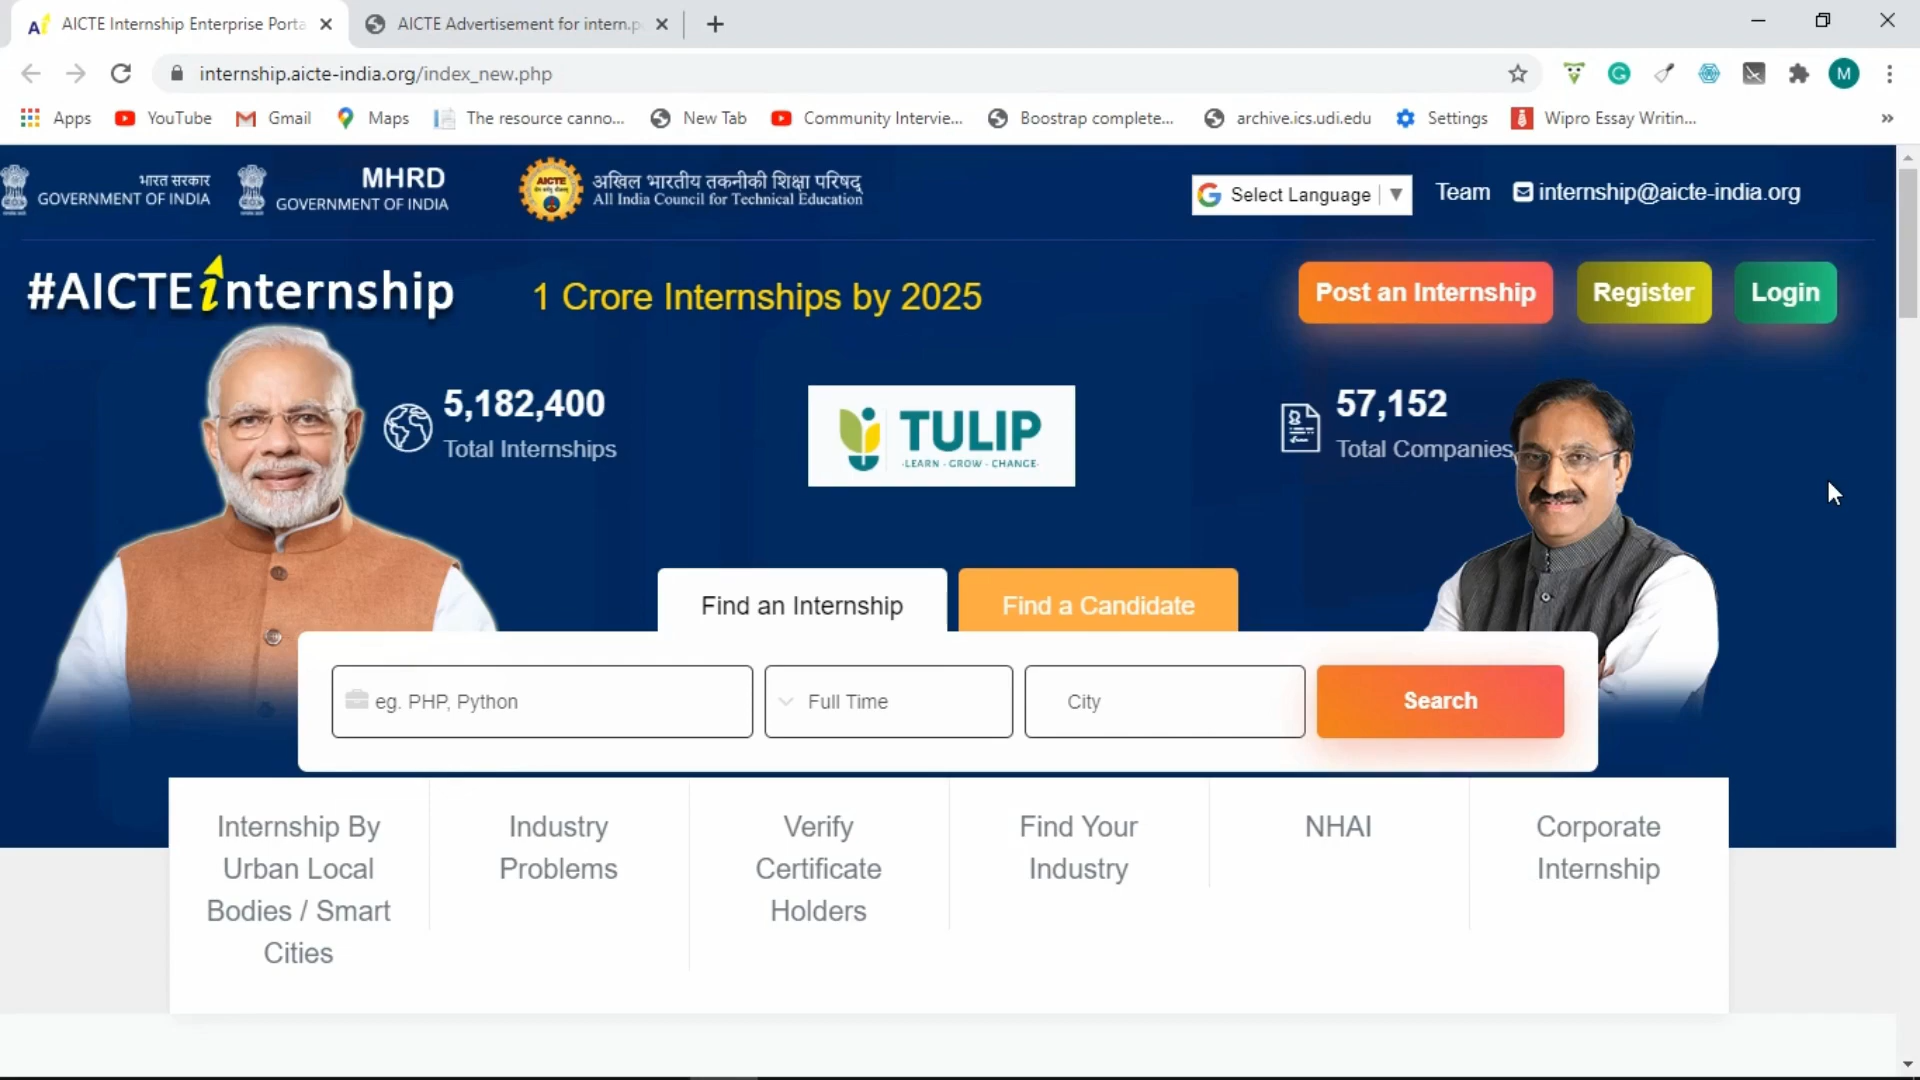 AICTE Internship Enterprise Porta
AICTE Advertisement for intern.p
internship.aicte-india.org/index_new.php
M
Apps
YouTube
Gmail
Maps
The resource canno...
New Tab
Community Intervie...
Boostrap complete...
archive.ics.udi.edu
Settings
Wipro Essay Writin...
»
भारत सरकार
GOVERNMENT OF INDIA
MHRD
GOVERNMENT OF INDIA
AICTE
अखिल भारतीय तकनीकी शिक्षा परिषद्
All India Council for Technical Education
Select Language
Team
internship@aicte-india.org
#AICTE internship
1 Crore Internships by 2025
Post an Internship
Register
Login
5,182,400
Total Internships
TULIP
·LEARN - GROW - CHANGE·
57,152
Total Companies
Find an Internship
Find a Candidate
eg. PHP, Python
Full Time
City
Search
Internship By
Urban Local
Bodies / Smart
Cities
Industry
Problems
Verify
Certificate
Holders
Find Your
Industry
NHAI
Corporate
Internship